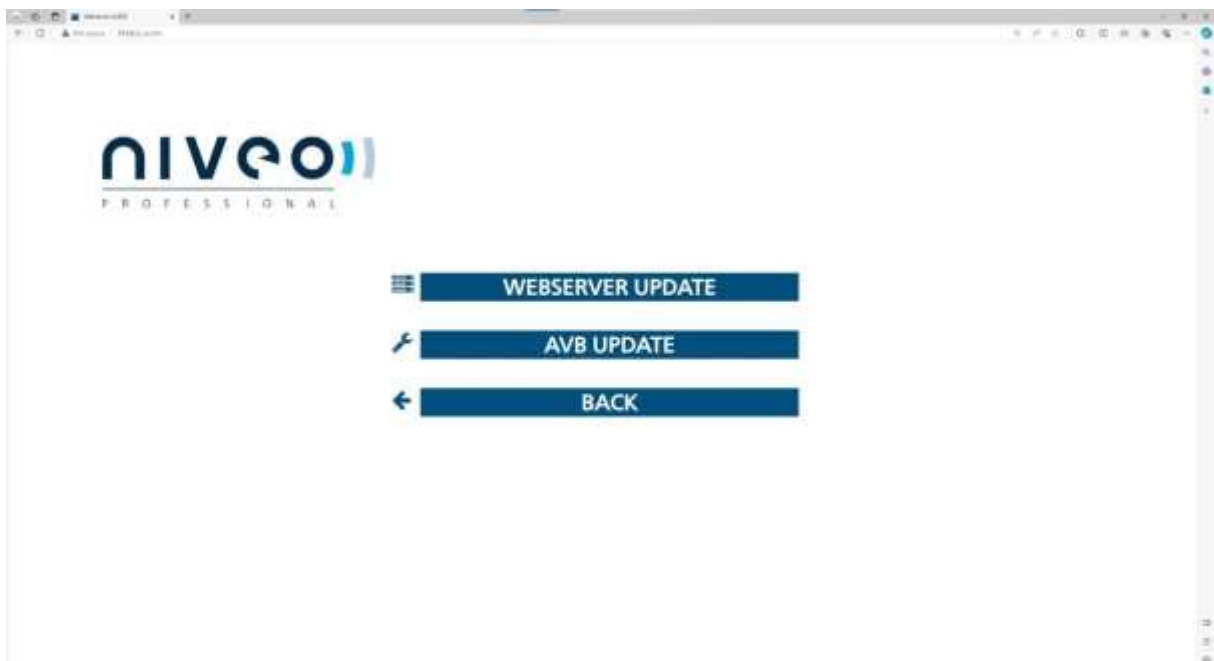 niveo
PROFESSIONAL
WEBSERVER UPDATE
AVB UPDATE
BACK